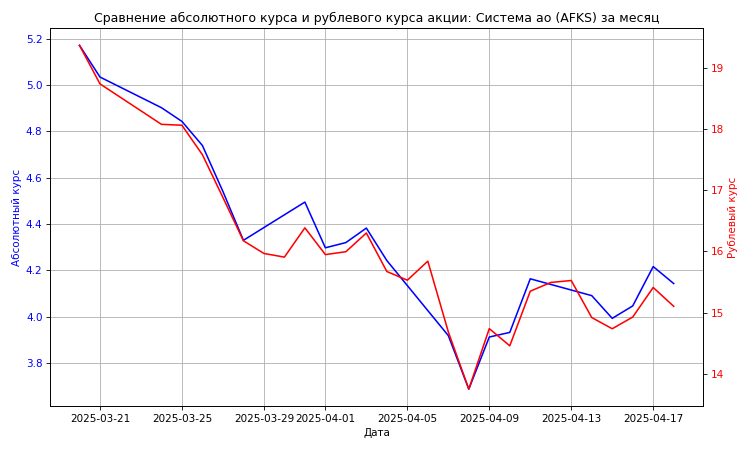 Сравнение абсолютного курса и рублевого курса акции: Система ао (AFKS) за месяц
Абсолютный курс
5.2
5.0
4.8
4.6
4.4
4.2
4.0
3.8
19
18
17
16
15
14
Рублевый курс
2025-03-21 2025-03-25 2025-03-29 2025-04-01 2025-04-05 2025-04-09 2025-04-13 2025-04-17
Дата